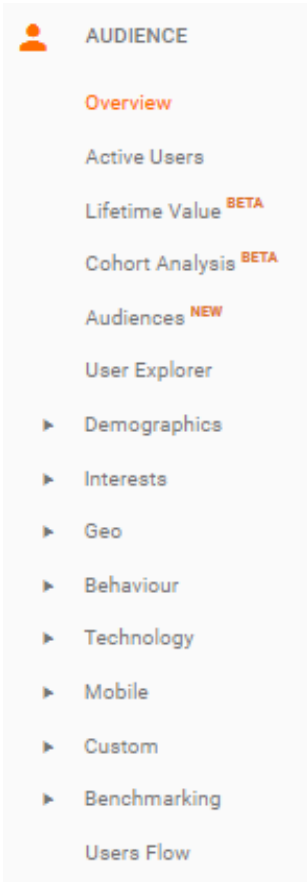 AUDIENCE
Overview
Active Users
Lifetime Value BETA
Cohort Analysis BETA
Audiences NEW
User Explorer
Demographics
Interests
Geo
Behaviour
Technology
Mobile
Custom
Benchmarking
Users Flow